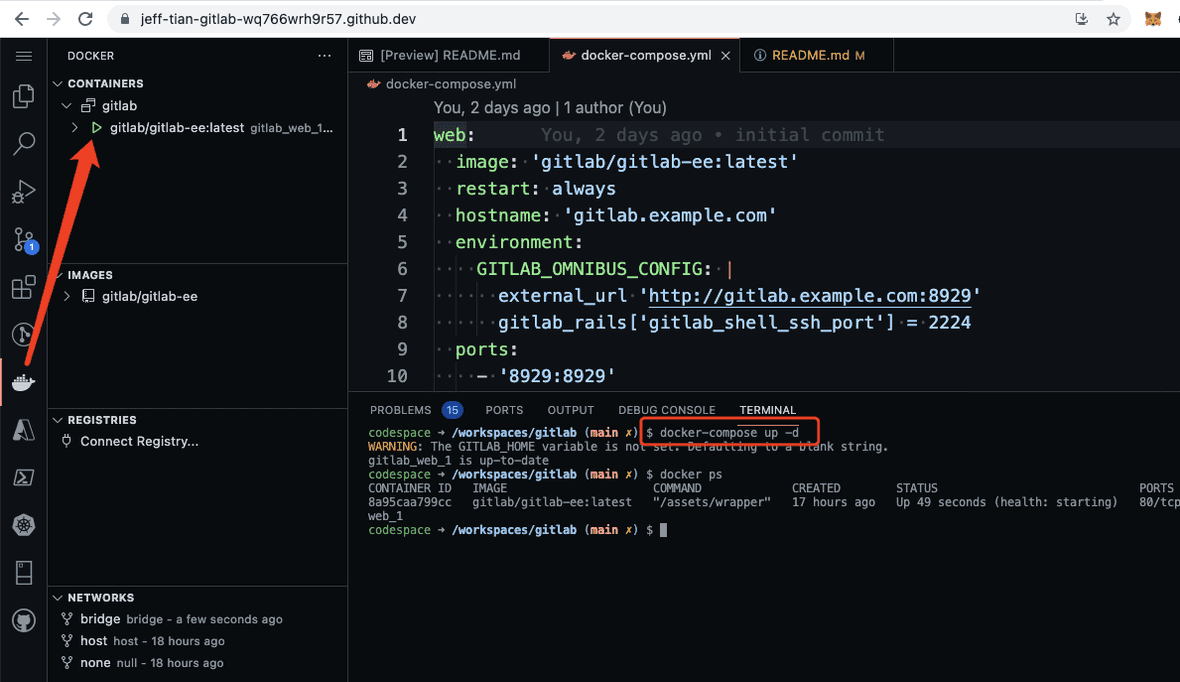 jeff-tian-gitlab-wq766wrh9r57.github.dev
DOCKER
CONTAINERS
gitlab
gitlab/gitlab-ee:latest gitlab_web_1...
IMAGES
gitlab/gitlab-ee
REGISTRIES
Connect Registry...
NETWORKS
bridge bridge - a few seconds ago
host host - 18 hours ago
none null - 18 hours ago
1
[Preview] README.md
docker-compose.yml
README.md M
docker-compose.yml
You, 2 days ago | 1 author (You)
1 web: You, 2 days ago • initial commit
2 image: 'gitlab/gitlab-ee:latest'
3 restart: always
4 hostname: 'gitlab.example.com'
5 environment:
6 GITLAB_OMNIBUS_CONFIG: |
7 external_url 'http://gitlab.example.com:8929'
8 gitlab_rails['gitlab_shell_ssh_port'] = 2224
9 ports:
10 - '8929:8929'
PROBLEMS 15 PORTS OUTPUT DEBUG CONSOLE TERMINAL
codespace → /workspaces/gitlab (main ✗) $ docker-compose up -d
WARNING: The GITLAB_HOME variable is not set. Defaulting to a blank string.
gitlab_web_1 is up-to-date
codespace → /workspaces/gitlab (main ✗) $ docker ps
CONTAINER ID IMAGE COMMAND CREATED STATUS PORTS
8a95caa799cc gitlab/gitlab-ee:latest "/assets/wrapper" 17 hours ago Up 49 seconds (health: starting) 80/tcp
web_1
codespace → /workspaces/gitlab (main ✗) $